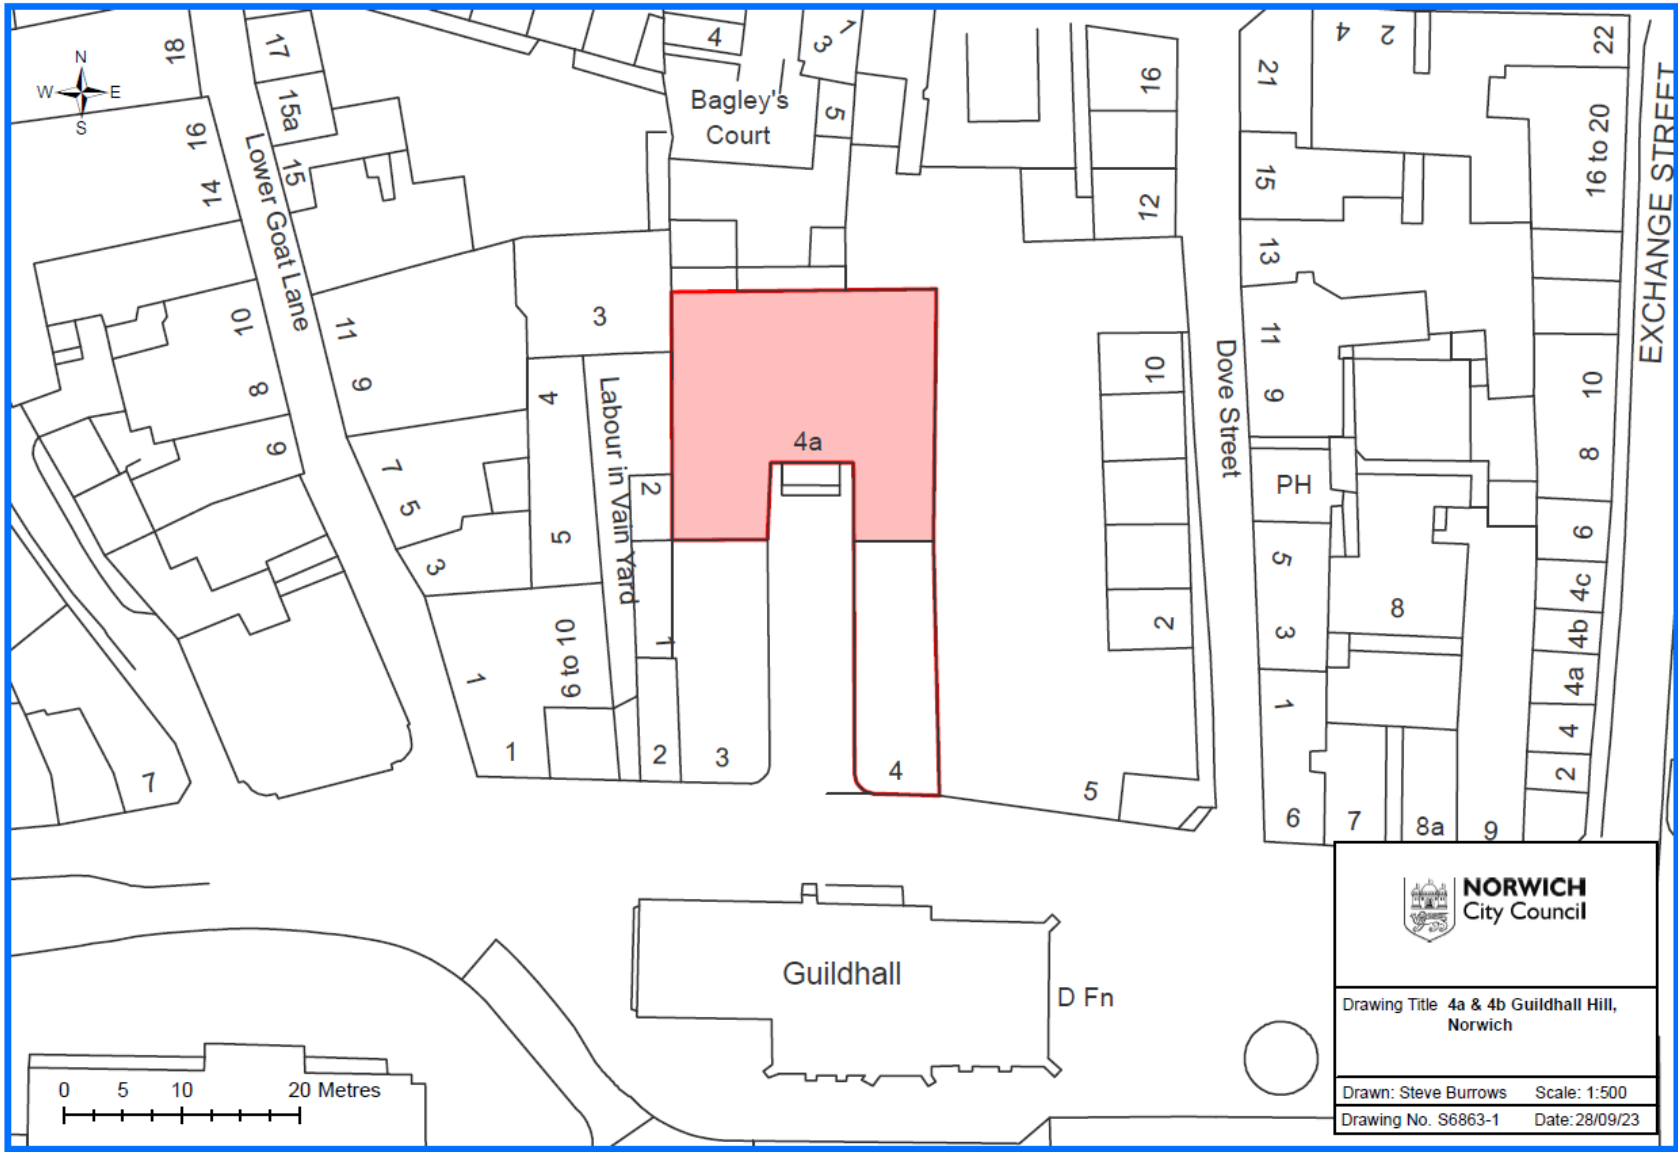 N
W E
S
18
17
4
3
1
4
2
22
16
15a
Bagley's
Court
5
16
21
16 to 20
EXCHANGE STREET
14
15
Lower Goat Lane
12
15
13
10
11
3
11
8
9
4
Labour in Vain Yard
10
Dove Street
9
10
9
7
4a
8
5
2
PH
5
6
3
5
4c
1
10 to 9
1
2
3
8
4b
4a
1
1
2
3
4
5
4
2
7
6
7
8a
9
NORWICH
City Council
Guildhall
D Fn
Drawing Title 4a & 4b Guildhall Hill,
Norwich
0 5 10 20 Metres
Drawn: Steve Burrows Scale: 1:500
Drawing No. S6863-1 Date: 28/09/23